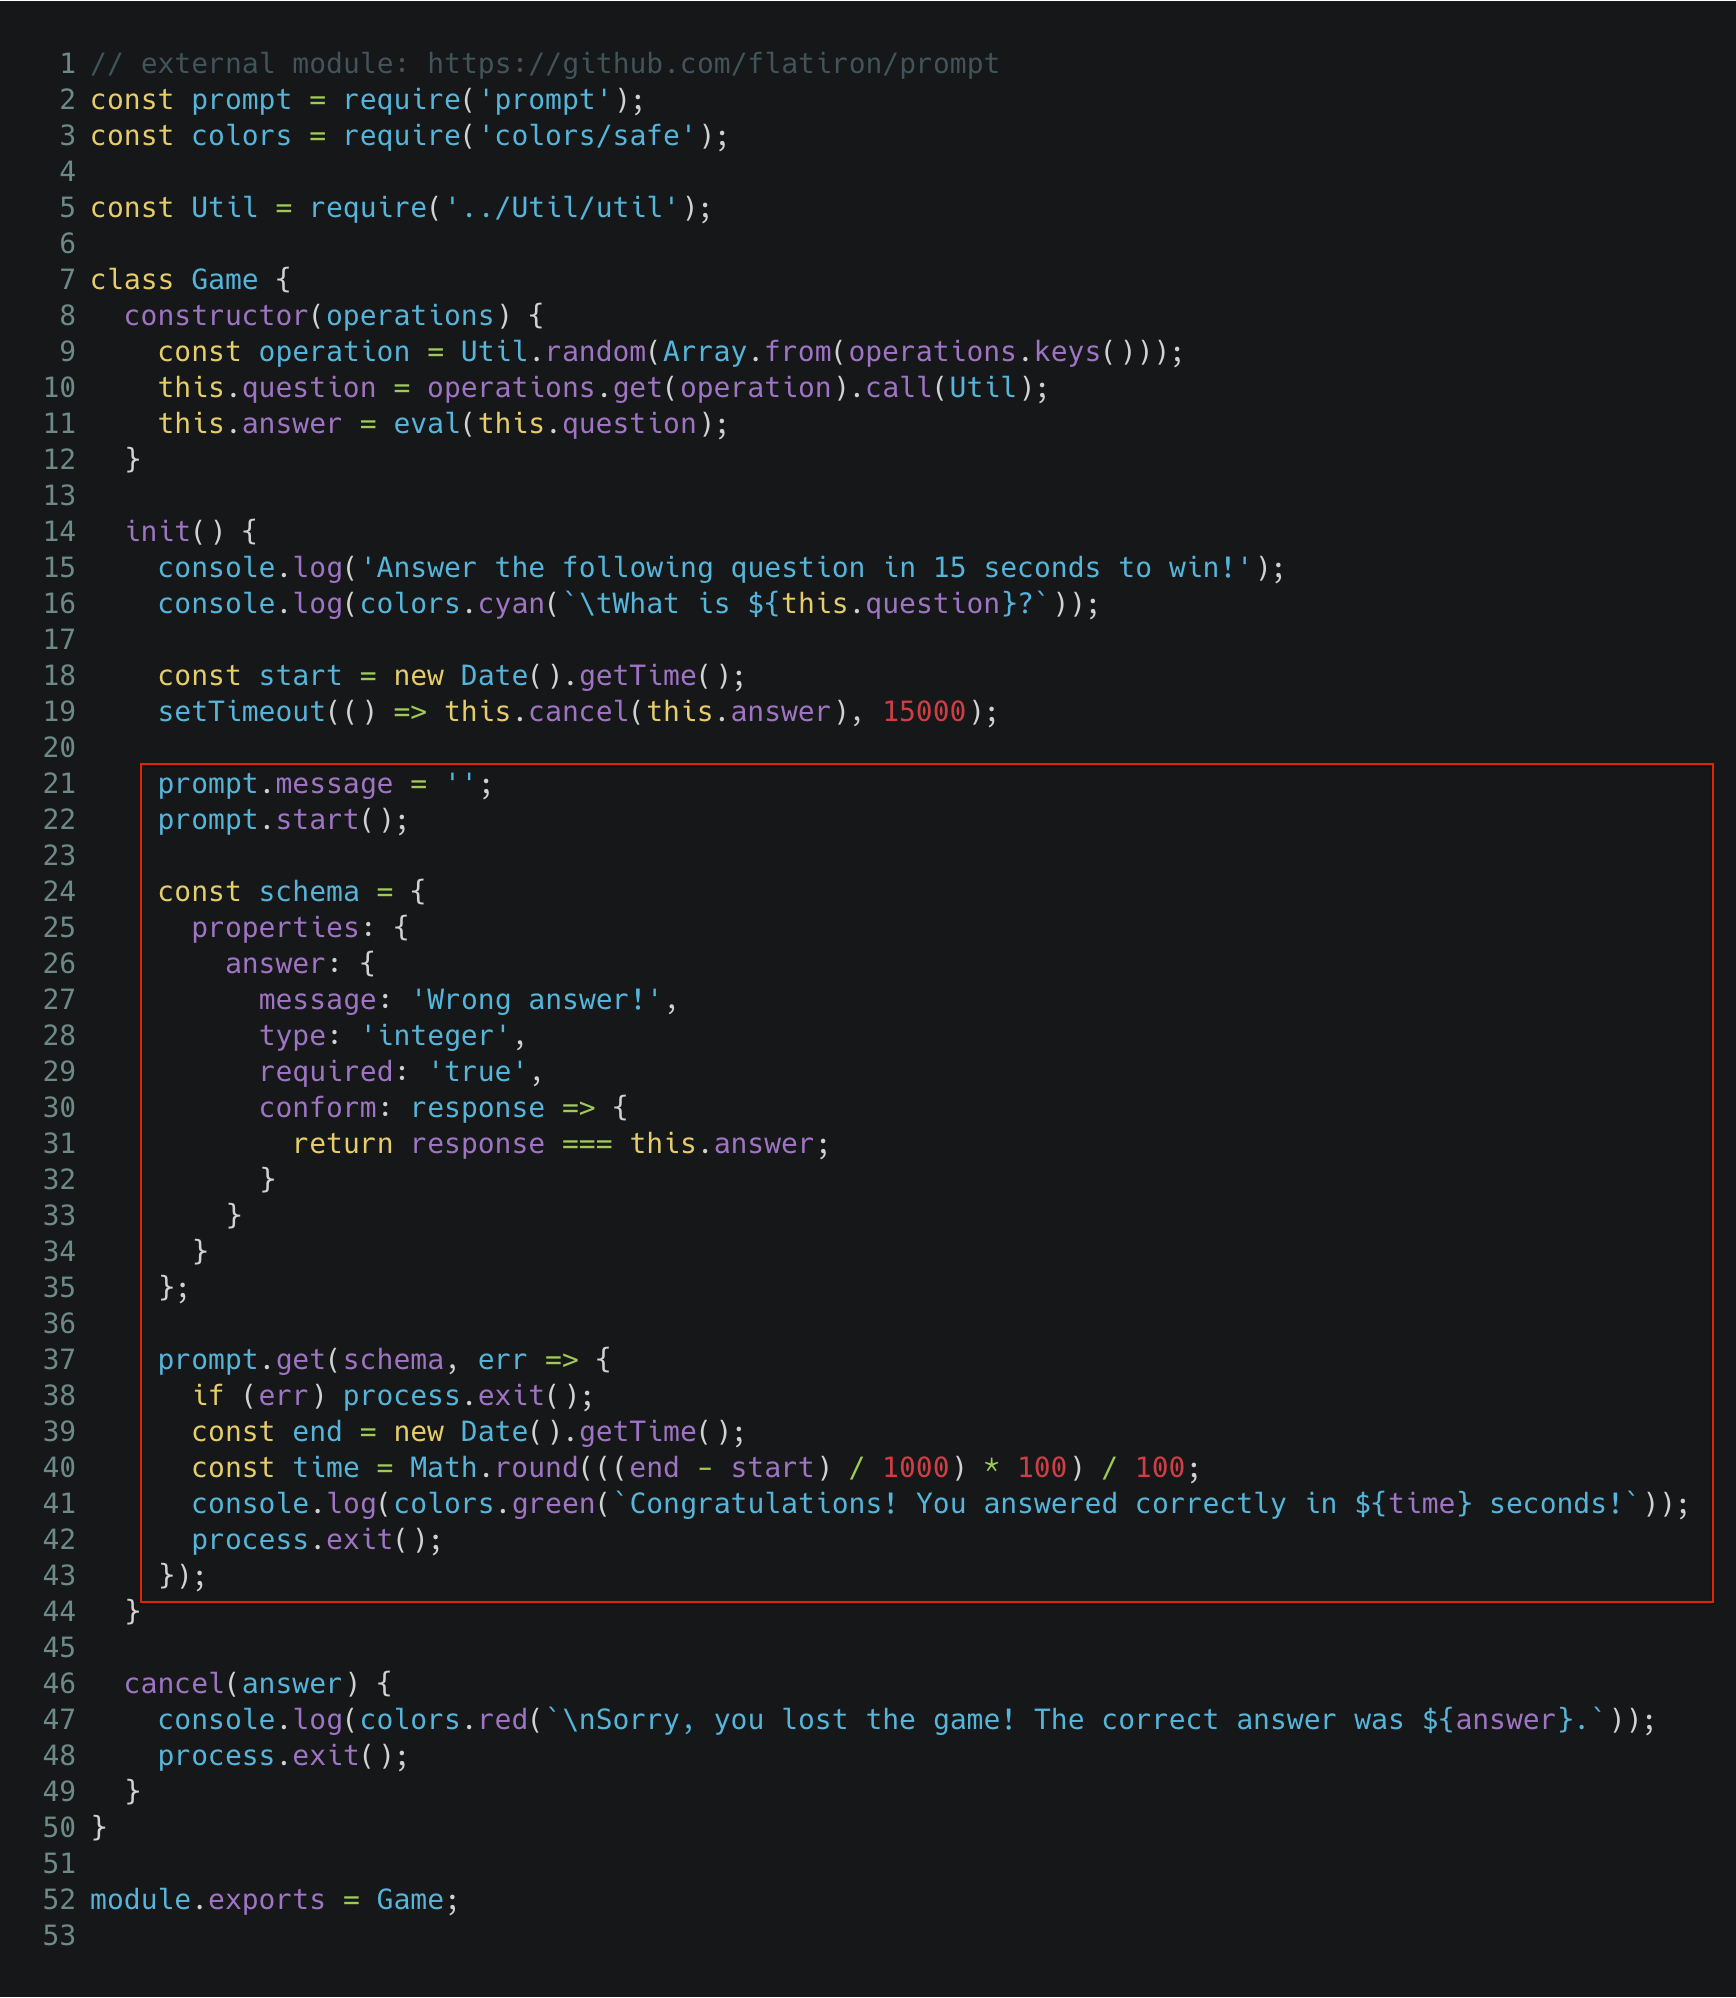 1 // external module: https://github.com/flatiron/prompt
2 const prompt = require('prompt');
3 const colors = require('colors/safe');
4
5 const Util = require('../Util/util');
6
7 class Game {
8   constructor(operations) {
9     const operation = Util.random(Array.from(operations.keys()));
10     this.question = operations.get(operation).call(Util);
11     this.answer = eval(this.question);
12   }
13
14   init() {
15     console.log('Answer the following question in 15 seconds to win!');
16     console.log(colors.cyan(`\tWhat is ${this.question}?`));
17
18     const start = new Date().getTime();
19     setTimeout(() => this.cancel(this.answer), 15000);
20
21     prompt.message = '';
22     prompt.start();
23
24     const schema = {
25       properties: {
26         answer: {
27           message: 'Wrong answer!',
28           type: 'integer',
29           required: 'true',
30           conform: response => {
31             return response === this.answer;
32           }
33         }
34       }
35     };
36
37     prompt.get(schema, err => {
38       if (err) process.exit();
39       const end = new Date().getTime();
40       const time = Math.round(((end - start) / 1000) * 100) / 100;
41       console.log(colors.green(`Congratulations! You answered correctly in ${time} seconds!`));
42       process.exit();
43     });
44   }
45
46   cancel(answer) {
47     console.log(colors.red(`\nSorry, you lost the game! The correct answer was ${answer}.`));
48     process.exit();
49   }
50 }
51
52 module.exports = Game;
53